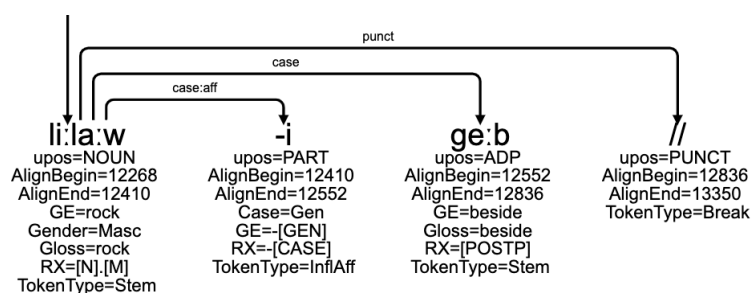 punct
case
case:aff
li:la:w -i ge:b //
upos=NOUN upos=PART upos=ADP upos=PUNCT
AlignBegin=12268 AlignBegin=12410 AlignBegin=12552 AlignBegin=12836
AlignEnd=12410 AlignEnd=12552 AlignEnd=12836 AlignEnd=13350
GE=rock Case=Gen GE=beside TokenType=Break
Gender=Masc GE=-[GEN] Gloss=beside
Gloss=rock RX=-[CASE] RX=[POSTP]
RX=[N].[M] TokenType=InflAff TokenType=Stem
TokenType=Stem